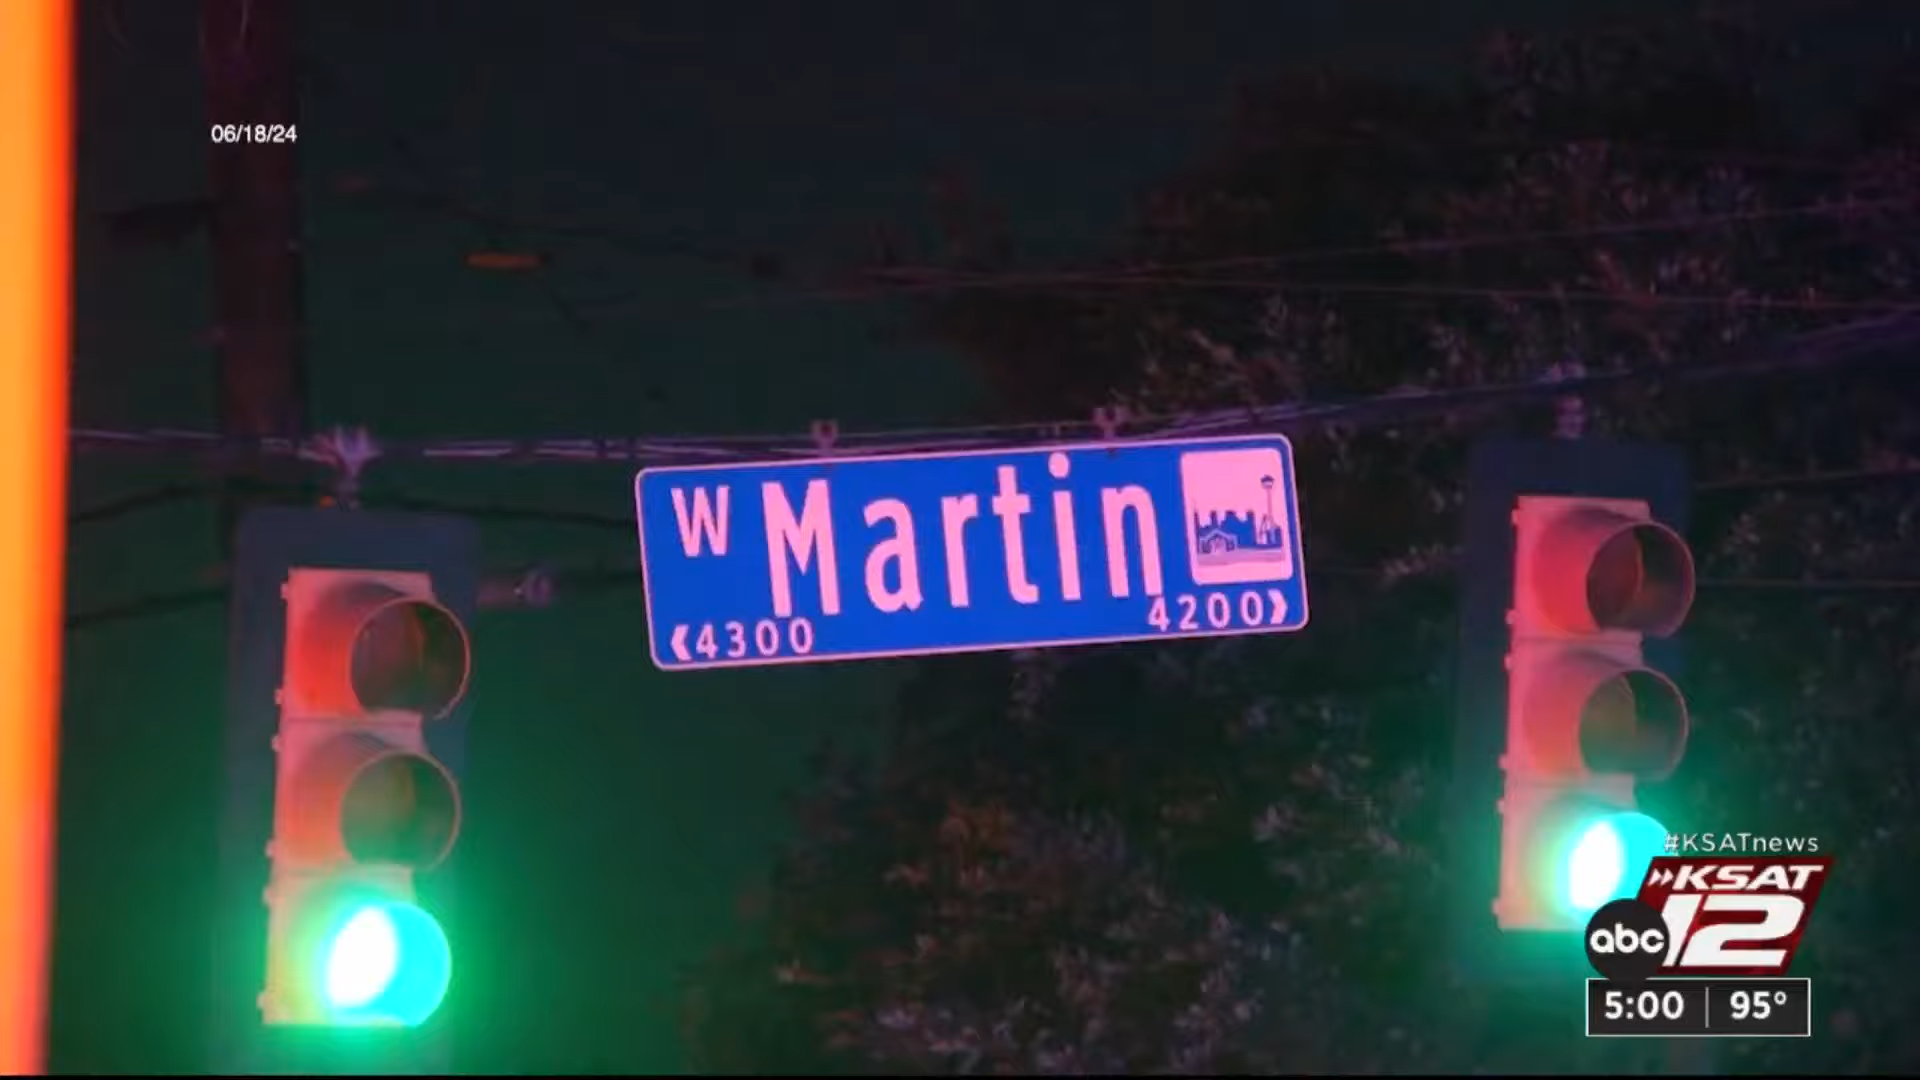 06/18/24
W Martin
‹4300 4200›
#KSATnews
KSAT
abc 12
5:00 | 95°